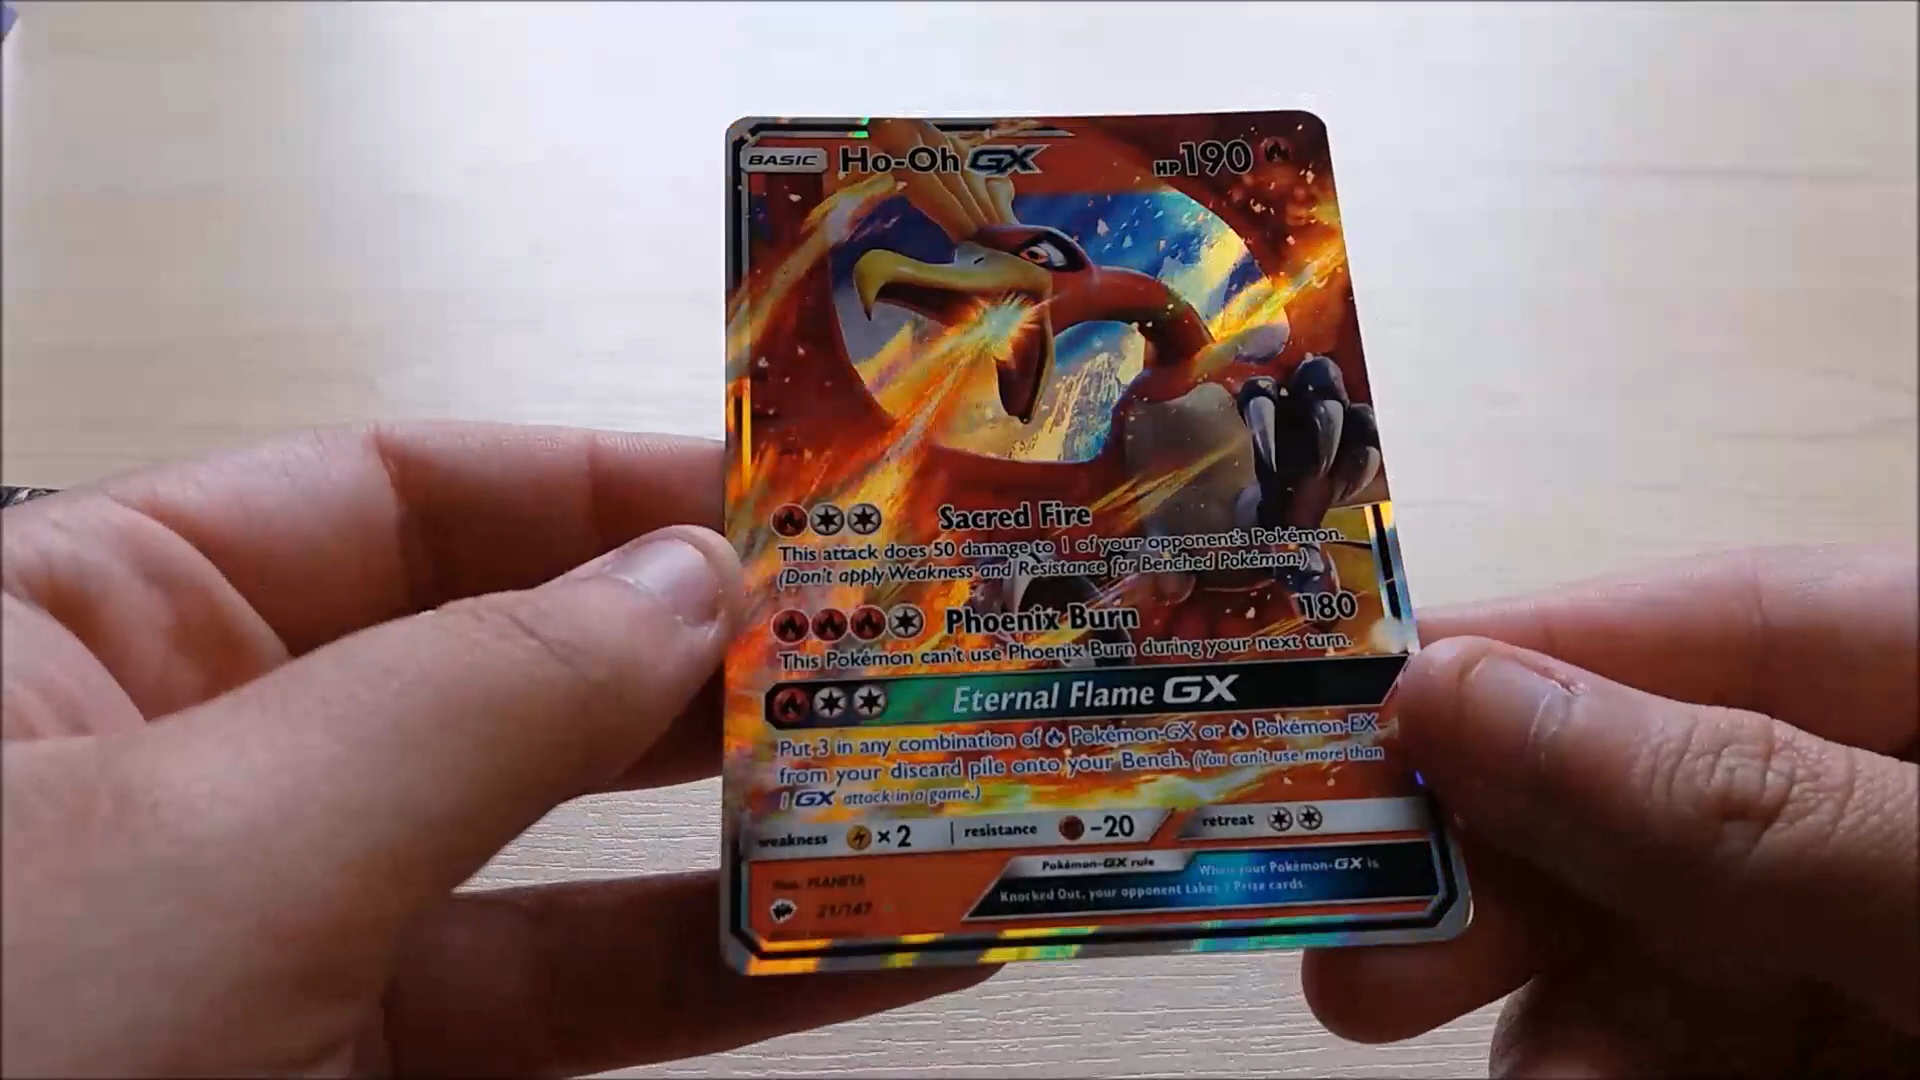 BASIC Ho-Oh GX HP190
Sacred Fire
This attack does 50 damage to 1 of your opponent's Pokémon.
(Don't apply Weakness and Resistance for Benched Pokémon.)
Phoenix Burn 180
This Pokémon can't use Phoenix Burn during your next turn.
Eternal Flame GX
Put 3 in any combination of Pokémon-GX or Pokémon-EX
from your discard pile onto your Bench. (You can't use more than
1 GX attack in a game.)
weakness ×2 resistance -20 retreat
Pokémon-GX rule When your Pokémon-GX is
Knocked Out, your opponent takes 2 Prize cards.
Illus. PLANETA
21/147